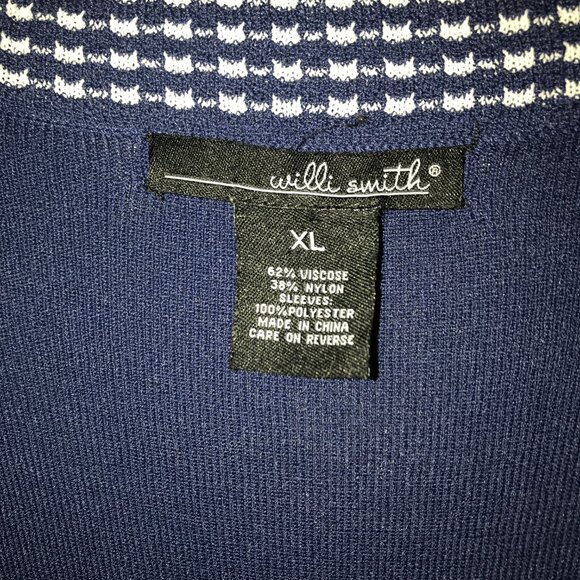 willi smith®
XL
62% VISCOSE
38% NYLON
SLEEVES:
100% POLYESTER
MADE IN CHINA
CARE ON REVERSE